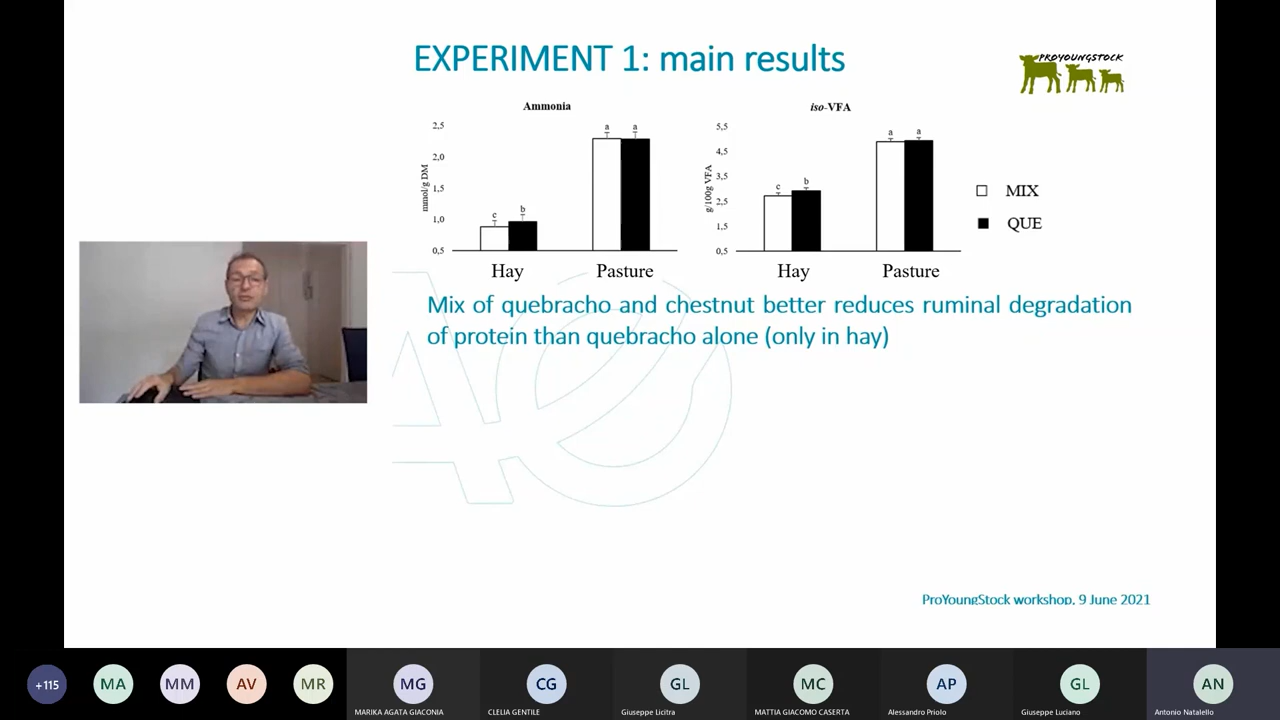 EXPERIMENT 1: main results
PROYOUNGSTOCK
Ammonia
2,5
2,0
1,5
1,0
0,5
mmol/g DM
c
b
a
a
Hay
Pasture
iso-VFA
5,5
4,5
3,5
2,5
1,5
0,5
g/100g VFA
c
b
a
a
Hay
Pasture
MIX
QUE
Mix of quebracho and chestnut better reduces ruminal degradation
of protein than quebracho alone (only in hay)
ProYoungStock workshop, 9 June 2021
+115
MA
MM
AV
MR
MG
MARIKA AGATA GIACONIA
CG
CLELIA GENTILE
GL
Giuseppe Licitra
MC
MATTIA GIACOMO CASERTA
AP
Alessandro Priolo
GL
Giuseppe Luciano
AN
Antonio Natalello